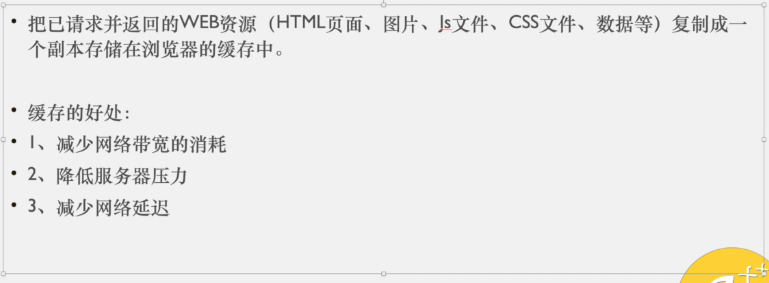 • 把已请求并返回的WEB资源（HTML页面、图片、Js文件、CSS文件、数据等）复制成一
个副本存储在浏览器的缓存中。
• 缓存的好处：
• 1、减少网络带宽的消耗
• 2、降低服务器压力
• 3、减少网络延迟